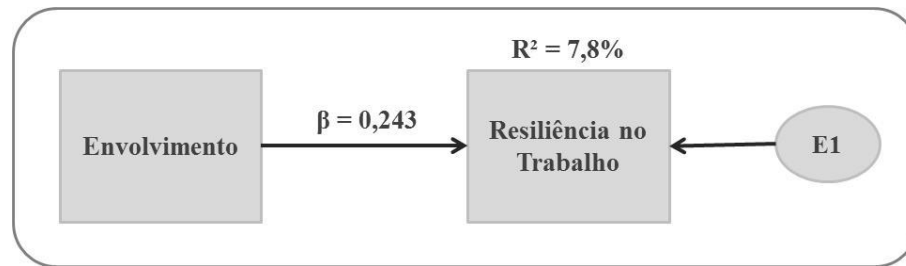 R² = 7,8%
Envolvimento
β = 0,243
Resiliência no
Trabalho
E1